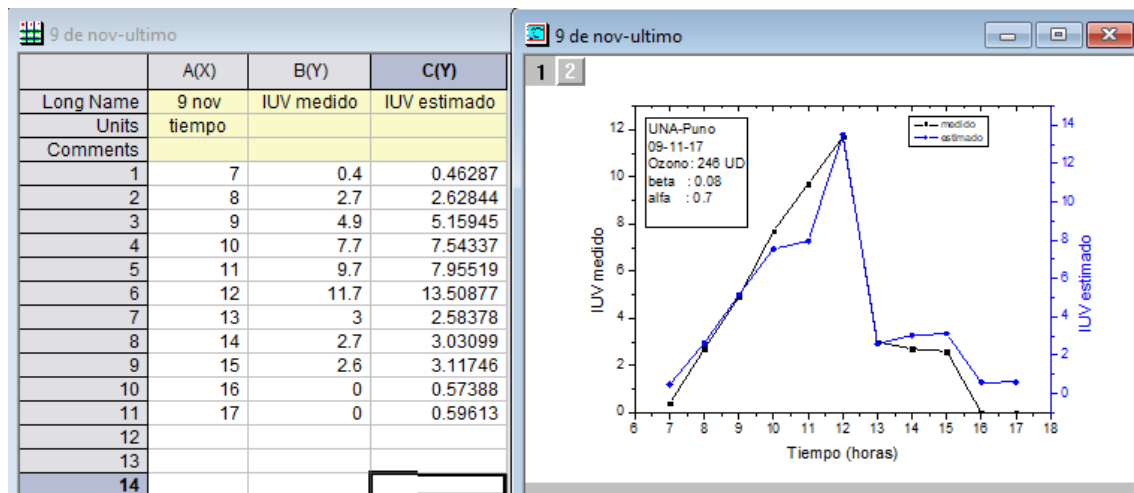 9 de nov-ultimo
A(X) B(Y) C(Y)
Long Name 9 nov IUV medido IUV estimado
Units tiempo
Comments
1 7 0.4 0.46287
2 8 2.7 2.62844
3 9 4.9 5.15945
4 10 7.7 7.54337
5 11 9.7 7.95519
6 12 11.7 13.50877
7 13 3 2.58378
8 14 2.7 3.03099
9 15 2.6 3.11746
10 16 0 0.57388
11 17 0 0.59613
12
13
14
9 de nov-ultimo
1 2
UNA-Puno
09-11-17
Ozono: 246 UD
beta : 0.08
alfa : 0.7
medido
estimado
12
10
8
6
4
2
0
IUV medido
14
12
10
8
6
4
2
0
IUV estimado
6 7 8 9 10 11 12 13 14 15 16 17 18
Tiempo (horas)